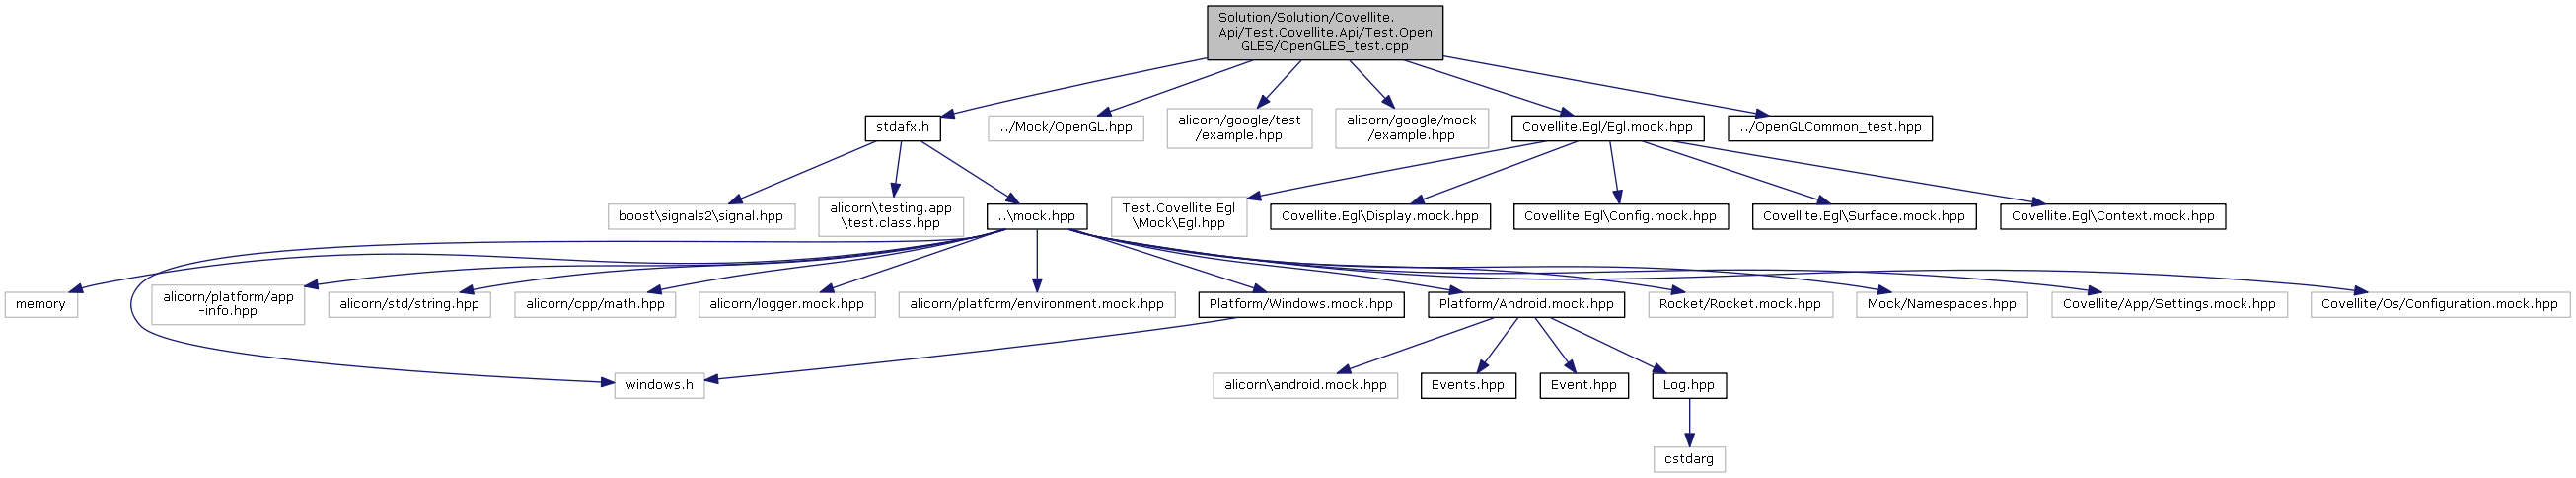 Solution/Solution/Covellite.
Api/Test.Covellite.Api/Test.Open
GLES/OpenGLES_test.cpp
stdafx.h
../Mock/OpenGL.hpp
alicorn/google/test
/example.hpp
alicorn/google/mock
/example.hpp
Covellite.Egl/Egl.mock.hpp
../OpenGLCommon_test.hpp
boost\signals2\signal.hpp
alicorn\testing.app
\test.class.hpp
..\mock.hpp
Test.Covellite.Egl
\Mock\Egl.hpp
Covellite.Egl\Display.mock.hpp
Covellite.Egl\Config.mock.hpp
Covellite.Egl\Surface.mock.hpp
Covellite.Egl\Context.mock.hpp
memory
alicorn/platform/app
-info.hpp
alicorn/std/string.hpp
alicorn/cpp/math.hpp
alicorn/logger.mock.hpp
alicorn/platform/environment.mock.hpp
Platform/Windows.mock.hpp
Platform/Android.mock.hpp
Rocket/Rocket.mock.hpp
Mock/Namespaces.hpp
Covellite/App/Settings.mock.hpp
Covellite/Os/Configuration.mock.hpp
windows.h
alicorn\android.mock.hpp
Events.hpp
Event.hpp
Log.hpp
cstdarg